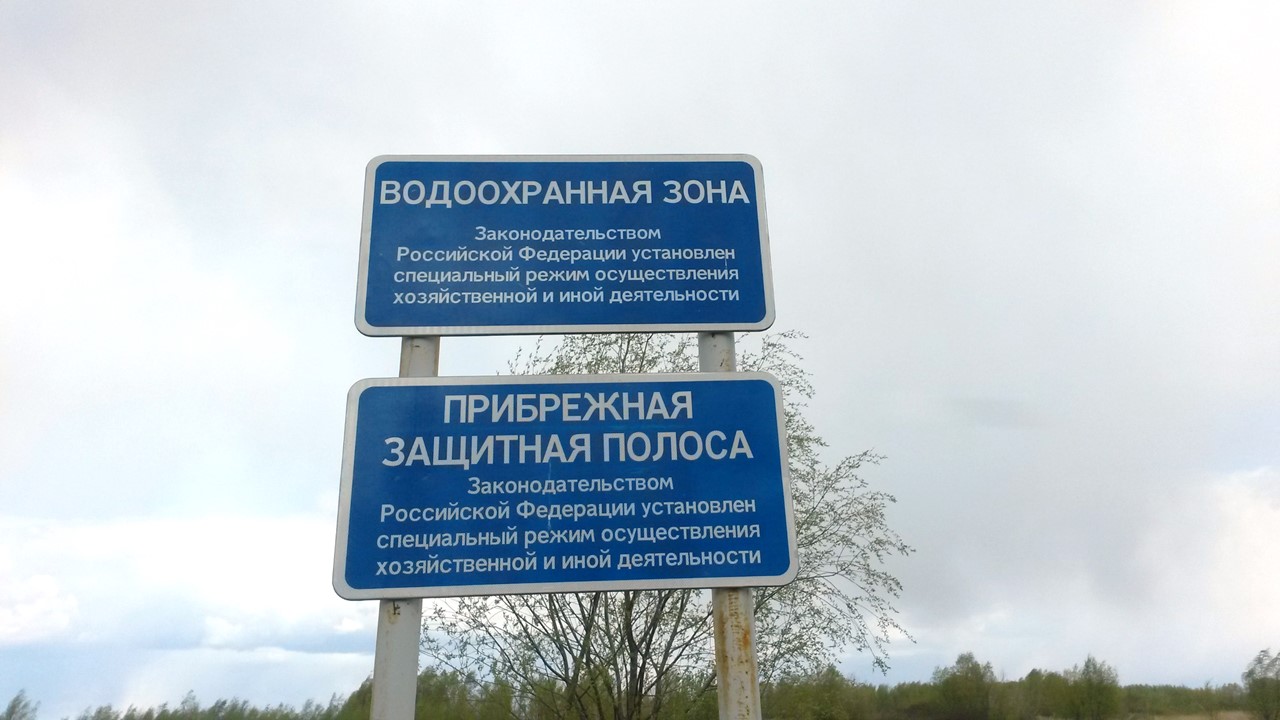 ВОДООХРАННАЯ ЗОНА
Законодательством
Российской Федерации установлен
специальный режим осуществления
хозяйственной и иной деятельности
ПРИБРЕЖНАЯ
ЗАЩИТНАЯ ПОЛОСА
Законодательством
Российской Федерации установлен
специальный режим осуществления
хозяйственной и иной деятельности